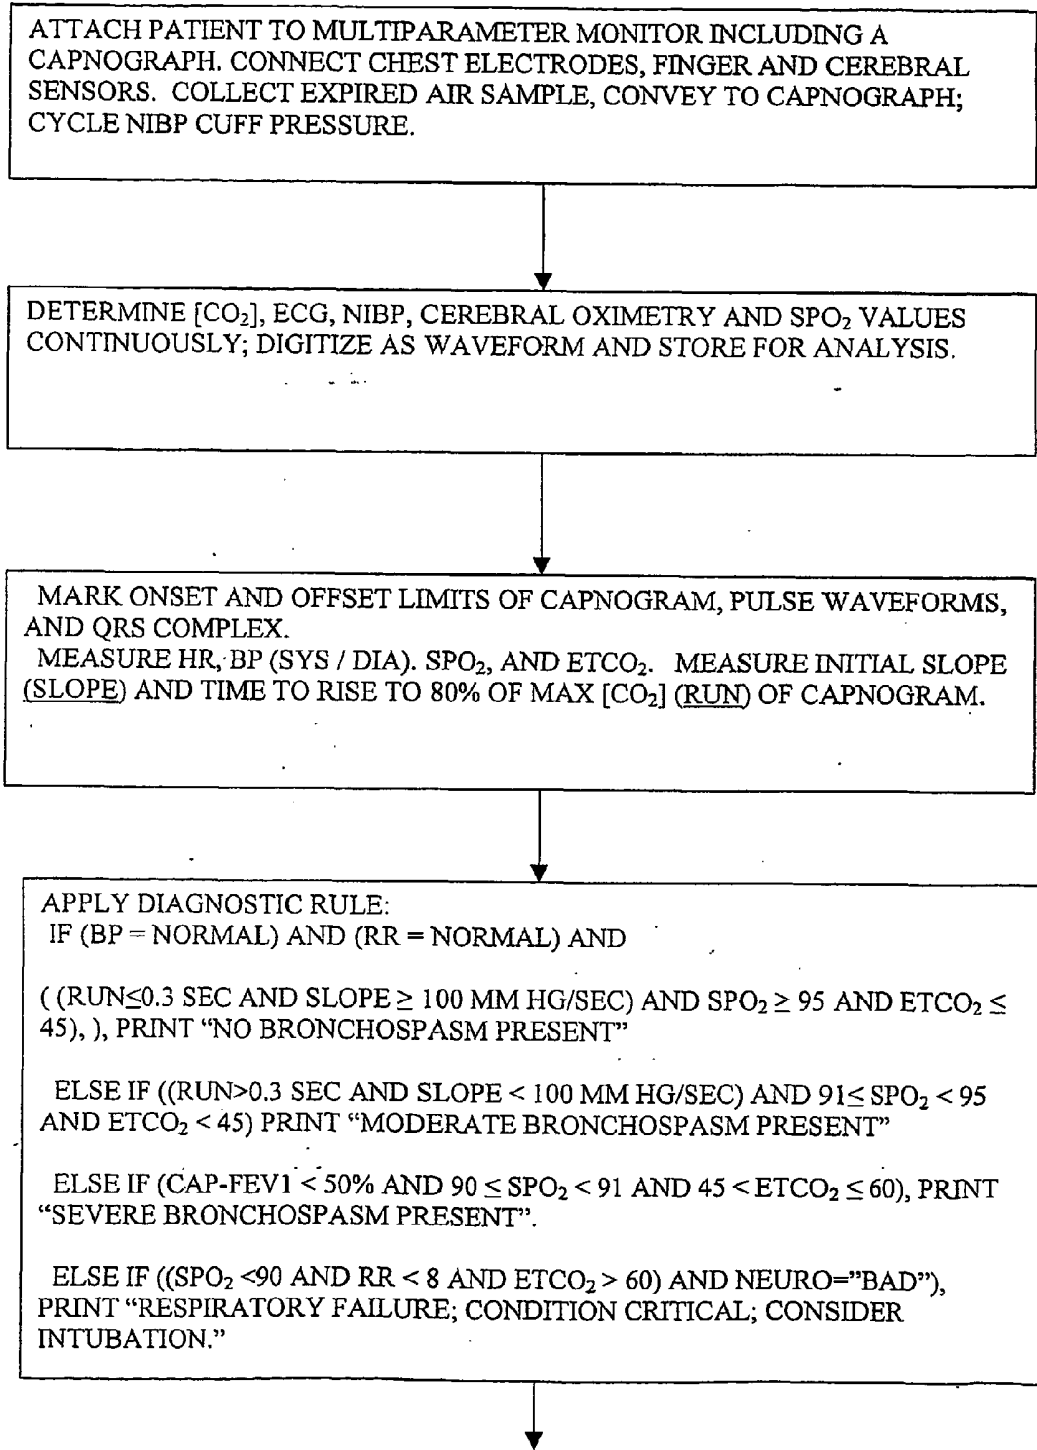 ATTACH PATIENT TO MULTIPARAMETER MONITOR INCLUDING A
CAPNOGRAPH. CONNECT CHEST ELECTRODES, FINGER AND CEREBRAL
SENSORS. COLLECT EXPIRED AIR SAMPLE, CONVEY TO CAPNOGRAPH;
CYCLE NIBP CUFF PRESSURE.
DETERMINE [CO₂], ECG, NIBP, CEREBRAL OXIMETRY AND SPO₂ VALUES
CONTINUOUSLY; DIGITIZE AS WAVEFORM AND STORE FOR ANALYSIS.
MARK ONSET AND OFFSET LIMITS OF CAPNOGRAM, PULSE WAVEFORMS,
AND QRS COMPLEX.
MEASURE HR, BP (SYS / DIA). SPO₂, AND ETCO₂. MEASURE INITIAL SLOPE
(SLOPE) AND TIME TO RISE TO 80% OF MAX [CO₂] (RUN) OF CAPNOGRAM.
APPLY DIAGNOSTIC RULE:
IF (BP = NORMAL) AND (RR = NORMAL) AND
( (RUN≤0.3 SEC AND SLOPE ≥ 100 MM HG/SEC) AND SPO₂ ≥ 95 AND ETCO₂ ≤
45), ), PRINT “NO BRONCHOSPASM PRESENT”
ELSE IF ((RUN>0.3 SEC AND SLOPE < 100 MM HG/SEC) AND 91≤ SPO₂ < 95
AND ETCO₂ < 45) PRINT “MODERATE BRONCHOSPASM PRESENT”
ELSE IF (CAP-FEV1 < 50% AND 90 ≤ SPO₂ < 91 AND 45 < ETCO₂ ≤ 60), PRINT
“SEVERE BRONCHOSPASM PRESENT”.
ELSE IF ((SPO₂ <90 AND RR < 8 AND ETCO₂ > 60) AND NEURO=”BAD”),
PRINT “RESPIRATORY FAILURE; CONDITION CRITICAL; CONSIDER
INTUBATION.”